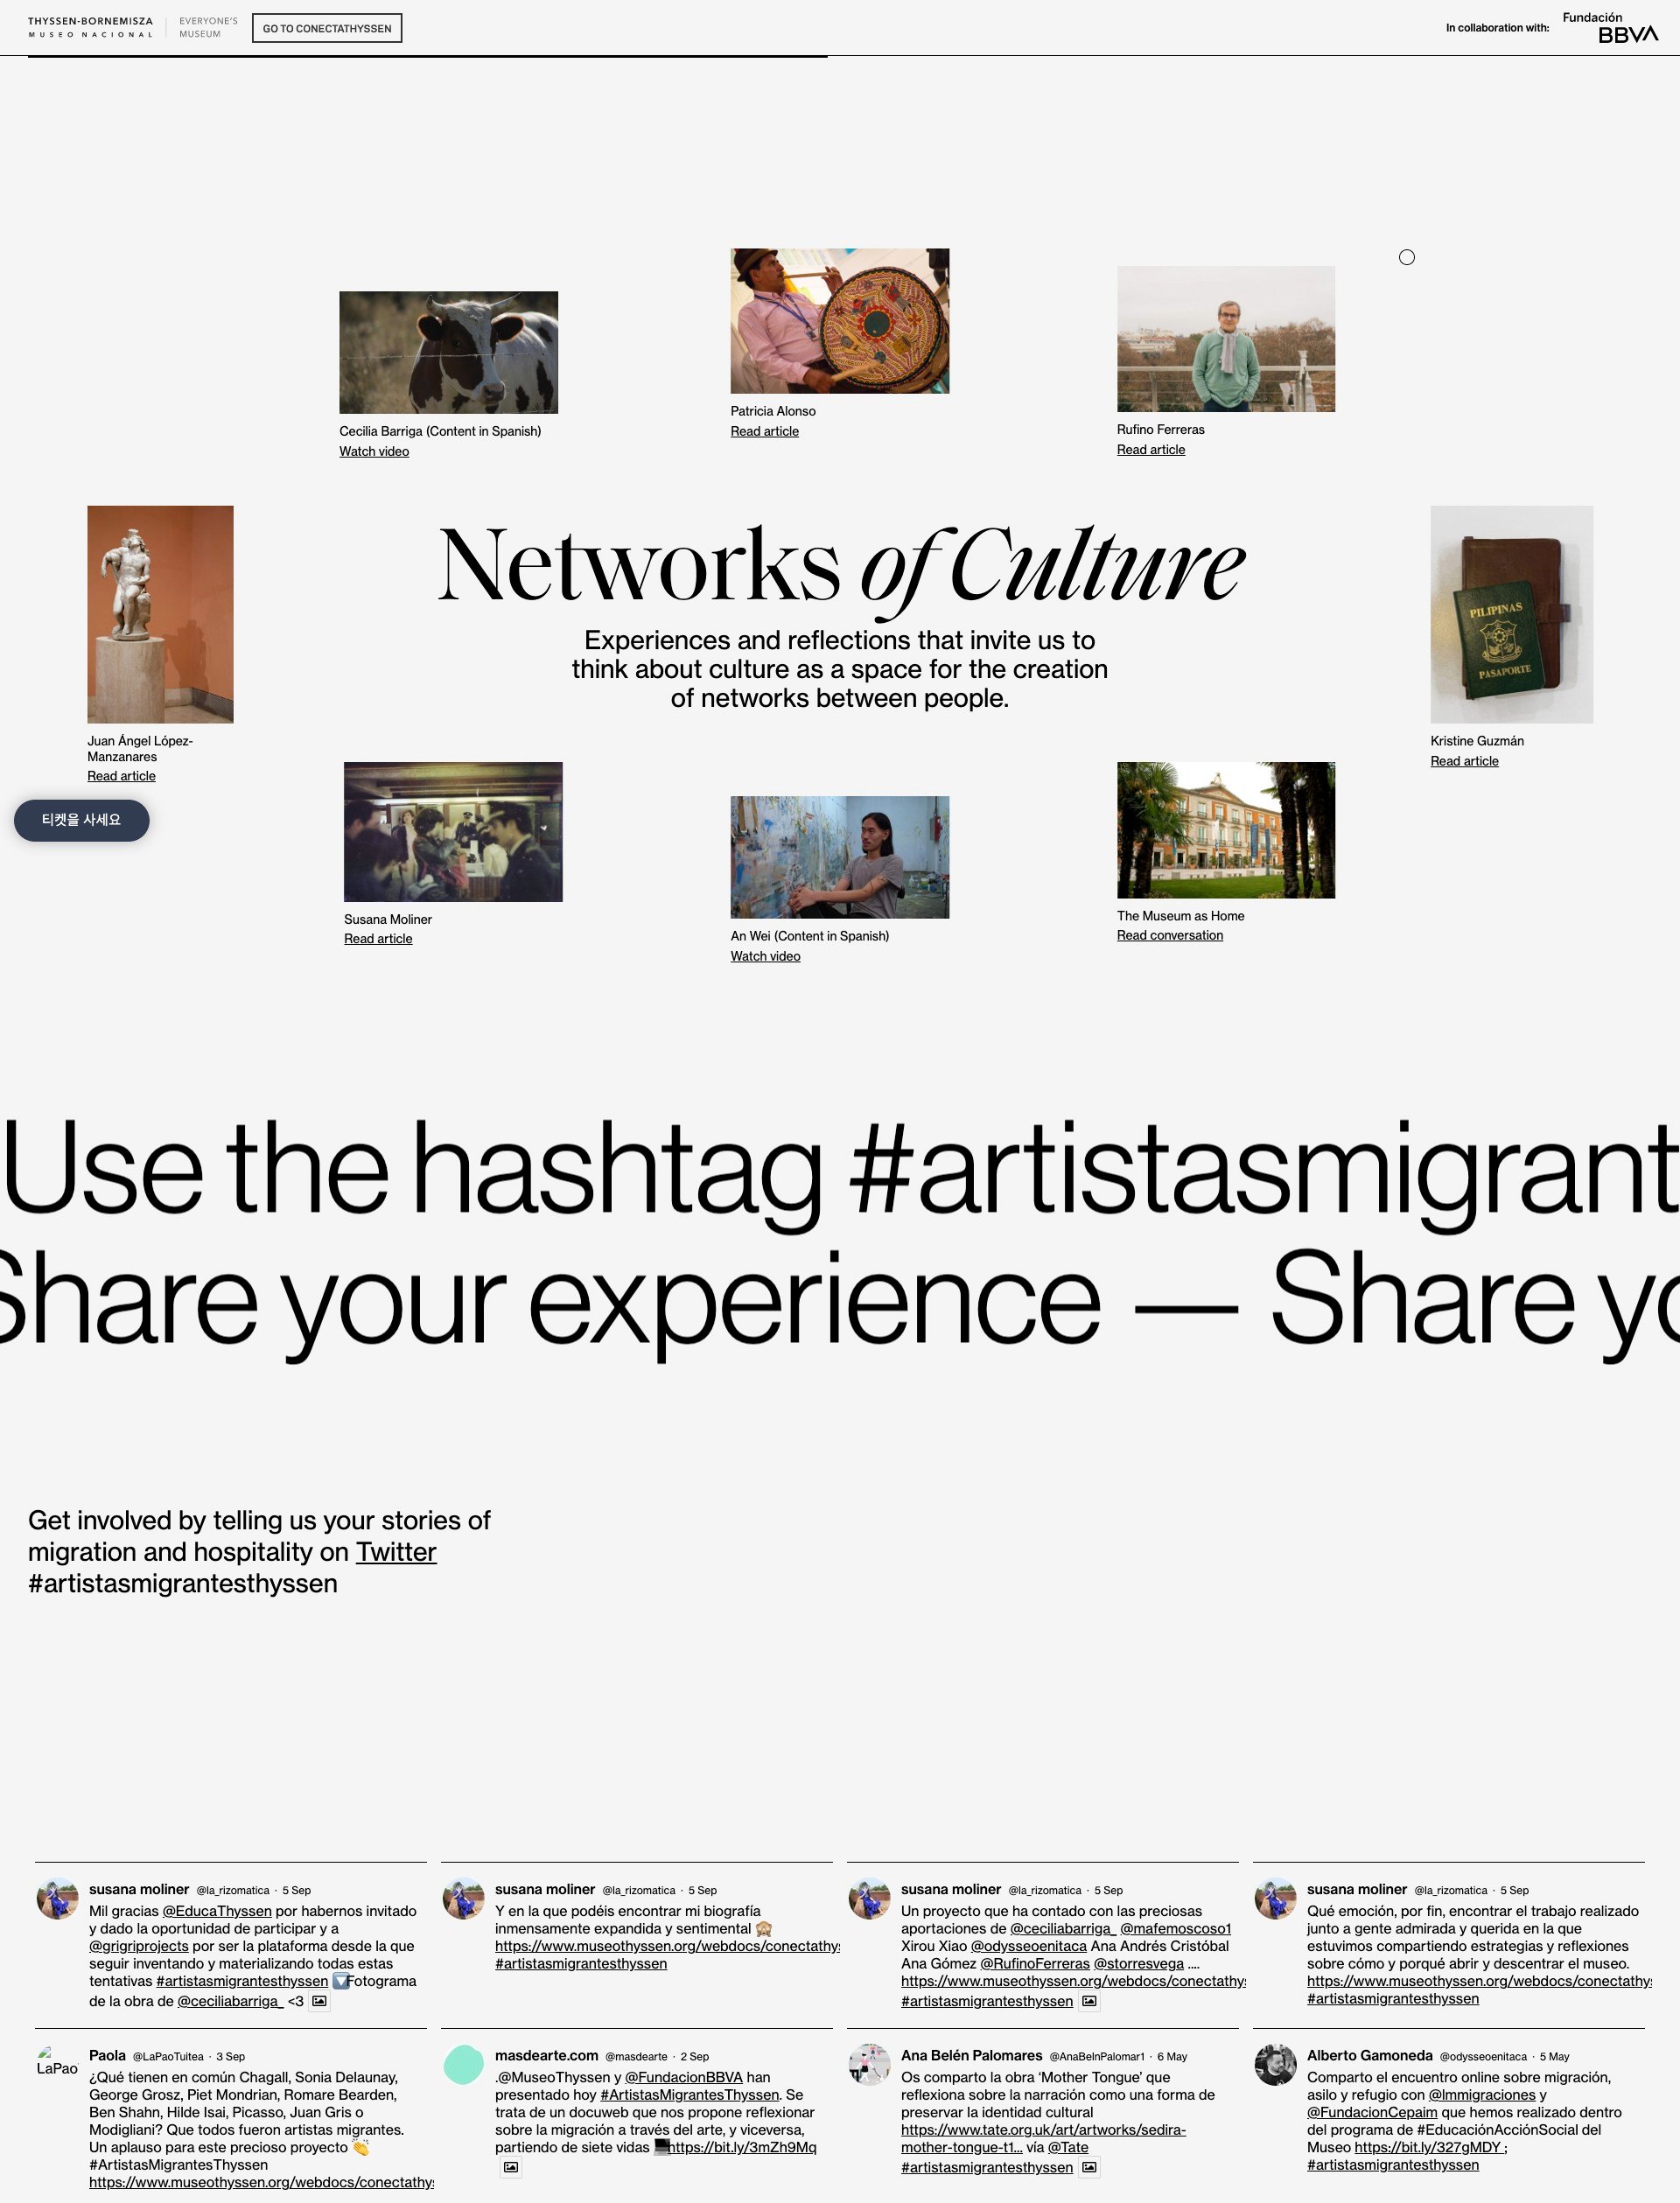 THYSSEN-BORNEMISZA
MUSEO NACIONAL
EVERYONE'S
MUSEUM
GO TO CONECTATHYSSEN
In collaboration with:
Fundación
BBVA
Cecilia Barriga (Content in Spanish)
Watch video
Patricia Alonso
Read article
Rufino Ferreras
Read article
Networks of Culture
Experiences and reflections that invite us to
think about culture as a space for the creation
of networks between people.
PILIPINAS
PASAPORTE
Juan Ángel López-
Manzanares
Read article
Kristine Guzmán
Read article
티켓을 사세요
Susana Moliner
Read article
An Wei (Content in Spanish)
Watch video
The Museum as Home
Read conversation
Use the hashtag #artistasmigrant
Share your experience — Share yo
Get involved by telling us your stories of
migration and hospitality on Twitter
#artistasmigrantesthyssen
susana moliner @la_rizomatica · 5 Sep
Mil gracias @EducaThyssen por habernos invitado
y dado la oportunidad de participar y a
@grigriprojects por ser la plataforma desde la que
seguir inventando y materializando todas estas
tentativas #artistasmigrantesthyssen 🔽Fotograma
de la obra de @ceciliabarriga_ <3
susana moliner @la_rizomatica · 5 Sep
Y en la que podéis encontrar mi biografía
inmensamente expandida y sentimental 🙈
https://www.museothyssen.org/webdocs/conectathys
#artistasmigrantesthyssen
susana moliner @la_rizomatica · 5 Sep
Un proyecto que ha contado con las preciosas
aportaciones de @ceciliabarriga_ @mafemoscoso1
Xirou Xiao @odysseoenitaca Ana Andrés Cristóbal
Ana Gómez @RufinoFerreras @storresvega ....
https://www.museothyssen.org/webdocs/conectathys
#artistasmigrantesthyssen
susana moliner @la_rizomatica · 5 Sep
Qué emoción, por fin, encontrar el trabajo realizado
junto a gente admirada y querida en la que
estuvimos compartiendo estrategias y reflexiones
sobre cómo y porqué abrir y descentrar el museo.
https://www.museothyssen.org/webdocs/conectathys
#artistasmigrantesthyssen
LaPao
Paola @LaPaoTuitea · 3 Sep
¿Qué tienen en común Chagall, Sonia Delaunay,
George Grosz, Piet Mondrian, Romare Bearden,
Ben Shahn, Hilde Isai, Picasso, Juan Gris o
Modigliani? Que todos fueron artistas migrantes.
Un aplauso para este precioso proyecto 👏
#ArtistasMigrantesThyssen
https://www.museothyssen.org/webdocs/conectathys
masdearte.com @masdearte · 2 Sep
.@MuseoThyssen y @FundacionBBVA han
presentado hoy #ArtistasMigrantesThyssen. Se
trata de un docuweb que nos propone reflexionar
sobre la migración a través del arte, y viceversa,
partiendo de siete vidas 💻https://bit.ly/3mZh9Mq
Ana Belén Palomares @AnaBelnPalomar1 · 6 May
Os comparto la obra ‘Mother Tongue’ que
reflexiona sobre la narración como una forma de
preservar la identidad cultural
https://www.tate.org.uk/art/artworks/sedira-
mother-tongue-t1... vía @Tate
#artistasmigrantesthyssen
Alberto Gamoneda @odysseoenitaca · 5 May
Comparto el encuentro online sobre migración,
asilo y refugio con @Immigraciones y
@FundacionCepaim que hemos realizado dentro
del programa de #EducaciónAcciónSocial del
Museo https://bit.ly/327gMDY ;
#artistasmigrantesthyssen